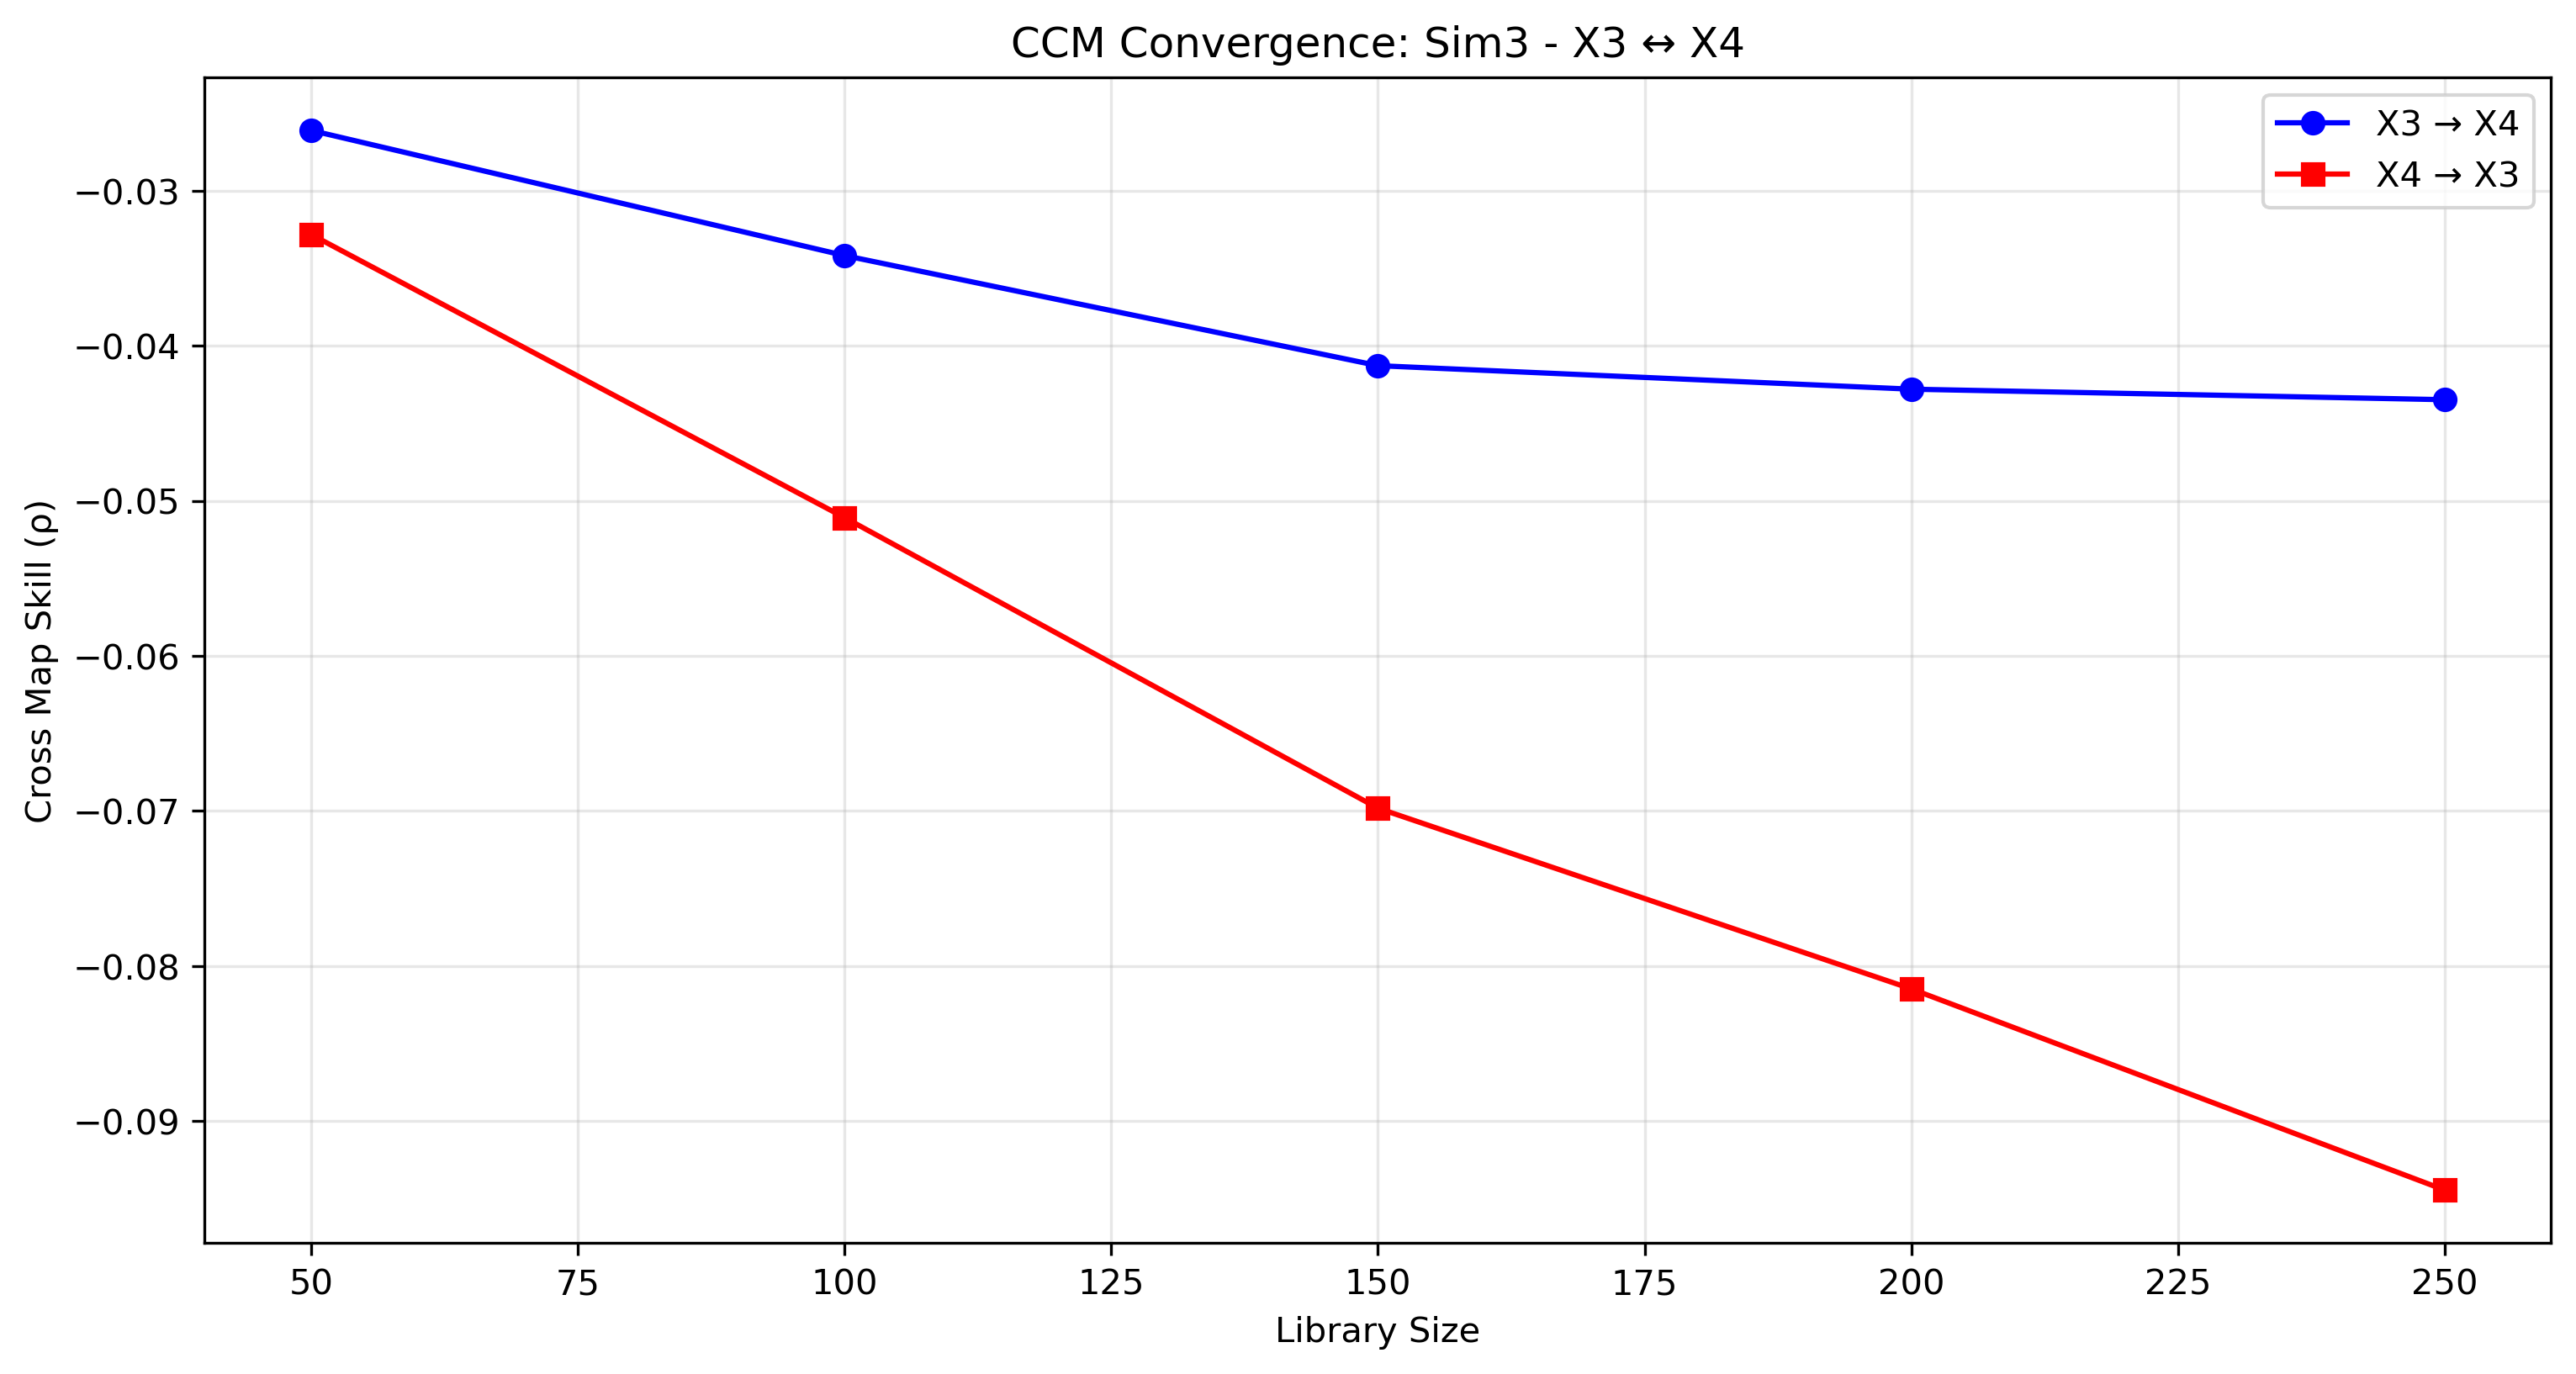 CCM Convergence: Sim3 - X3 ↔ X4
X3 → X4
X4 → X3
Cross Map Skill (ρ)
−0.03
−0.04
−0.05
−0.06
−0.07
−0.08
−0.09
50 75 100 125 150 175 200 225 250
Library Size